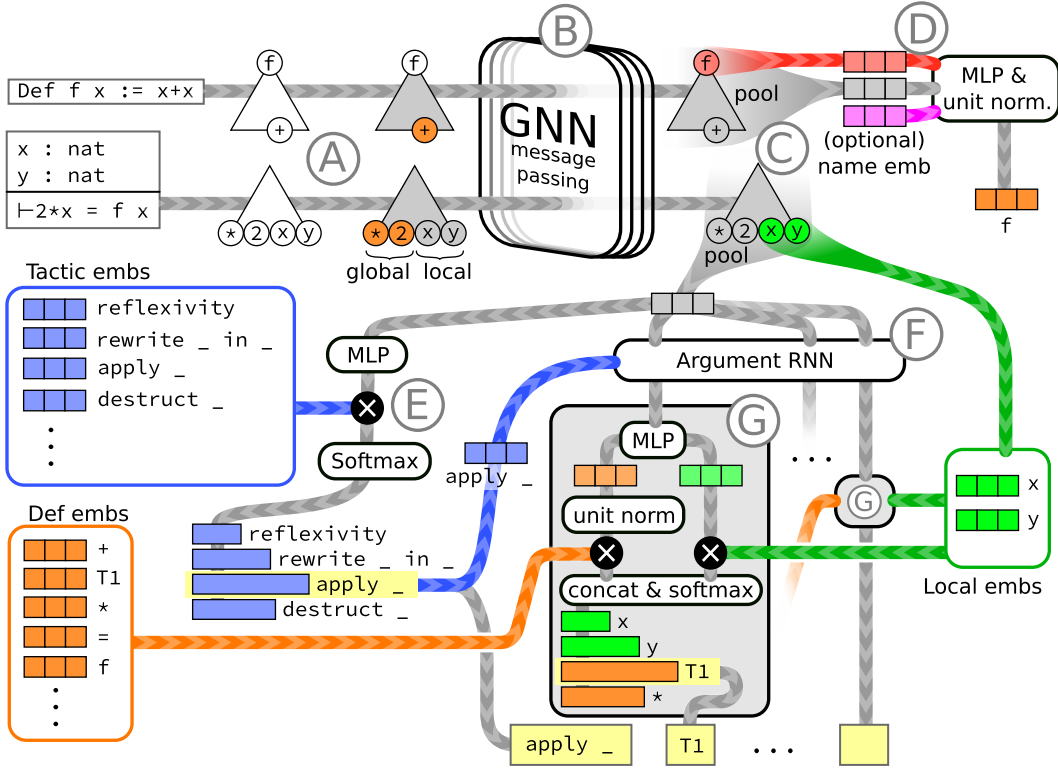 B
D
f
f
f
Def f x := x+x
pool
MLP &
unit norm.
+
+
+
GNN
message
passing
(optional)
name emb
x : nat
y : nat
A
C
⊢2*x = f x
* 2 x y
* 2 x y
* 2 x y
f
global local
pool
Tactic embs
reflexivity
rewrite _ in _
apply _
destruct _
⋮
MLP
E
Softmax
Argument RNN
F
G
MLP
apply _
...
G
x
y
Local embs
unit norm
concat & softmax
Def embs
+
T1
*
=
f
⋮
reflexivity
rewrite _ in _
apply _
destruct _
x
y
T1
*
apply _
T1
...